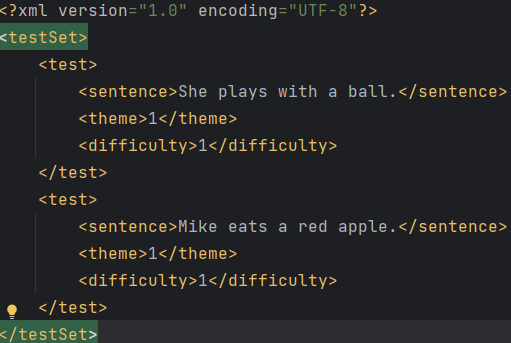 <?xml version="1.0" encoding="UTF-8"?>
<testSet>
<test>
<sentence>She plays with a ball.</sentence>
<theme>1</theme>
<difficulty>1</difficulty>
</test>
<test>
<sentence>Mike eats a red apple.</sentence>
<theme>1</theme>
<difficulty>1</difficulty>
</test>
</testSet>